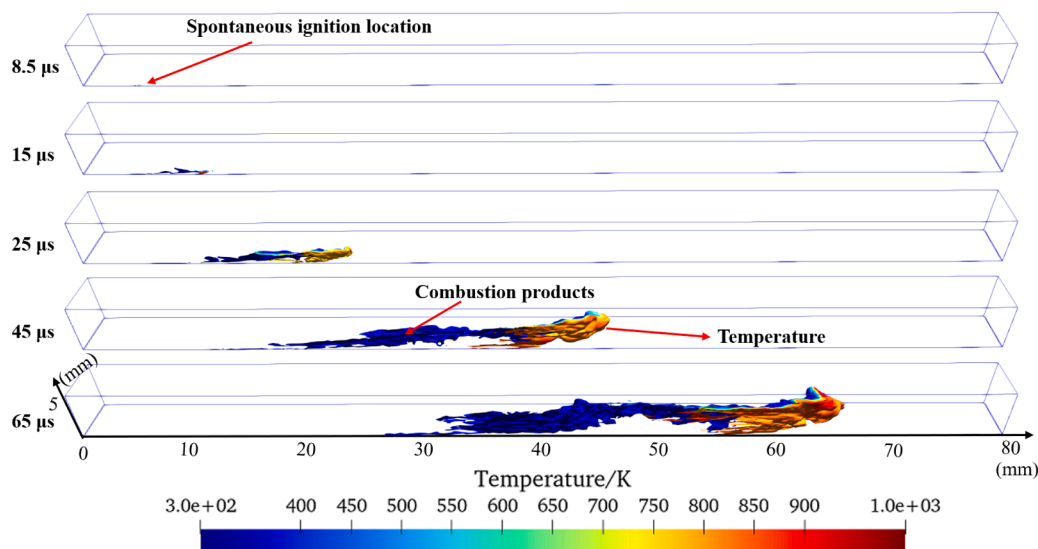 Spontaneous ignition location
8.5 μs
15 μs
25 μs
Combustion products
45 μs
Temperature
(mm)
5
65 μs
0 10 20 30 40 50 60 70 80
(mm)
Temperature/K
3.0e+02 400 450 500 550 600 650 700 750 800 900 1.0e+03